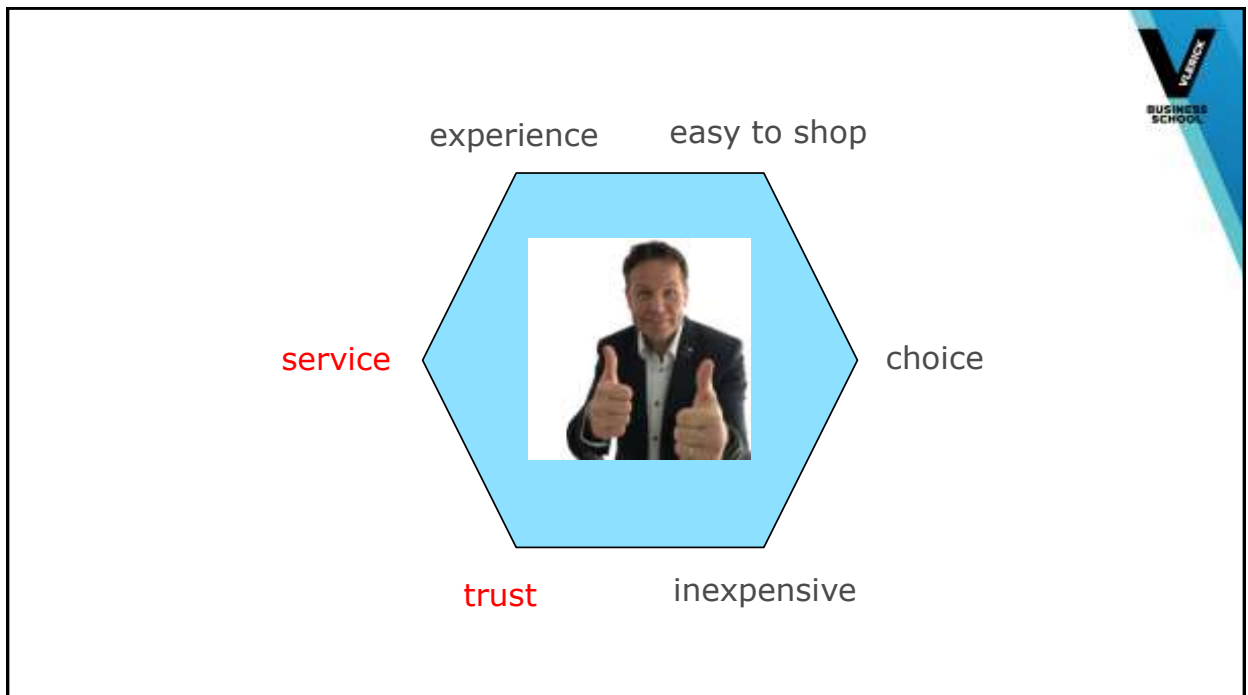 VLERICK
BUSINESS
SCHOOL
experience
easy to shop
service
choice
trust
inexpensive